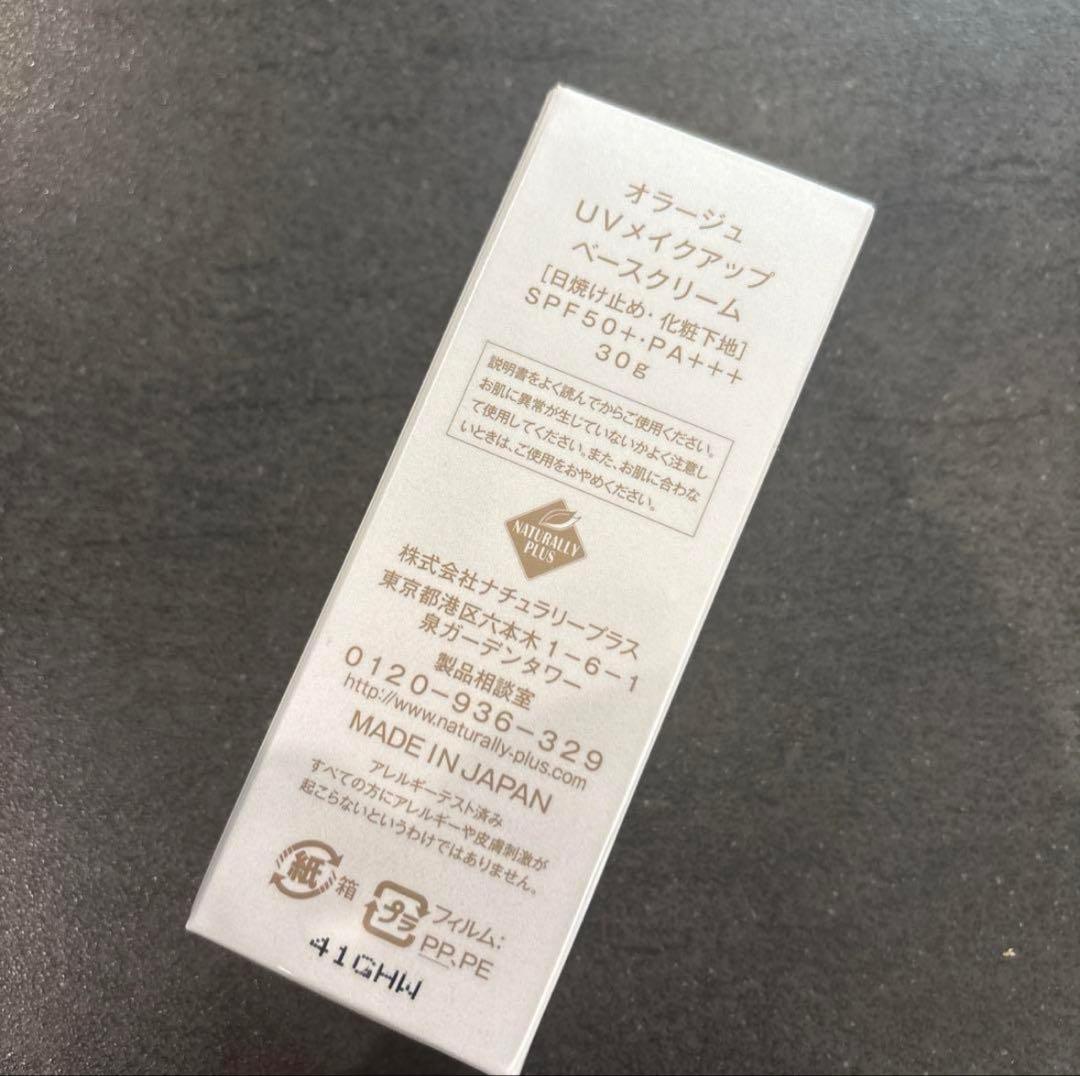 オラージュ
UVメイクアップ
ベースクリーム
[日焼け止め・化粧下地]
SPF50+・PA+++
30g
説明書をよく読んでからご使用ください。
お肌に異常が生じていないかよく注意し
て使用してください。また、お肌に合わな
いときは、ご使用をおやめください。
NATURALLY
PLUS
株式会社ナチュラリープラス
東京都港区六本木1-6-1
泉ガーデンタワー
製品相談室
0120-936-329
http://www.naturally-plus.com
MADE IN JAPAN
アレルギーテスト済み
すべての方にアレルギーや皮膚刺激が
起こらないというわけではありません。
紙 箱
プラ フィルム:
PP、PE
41GHW